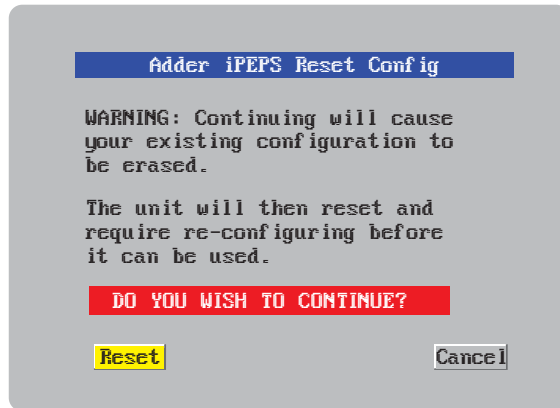 Adder iPEPS Reset Config
WARNING: Continuing will cause
your existing configuration to
be erased.
The unit will then reset and
require re-configuring before
it can be used.
DO YOU WISH TO CONTINUE?
Reset Cancel